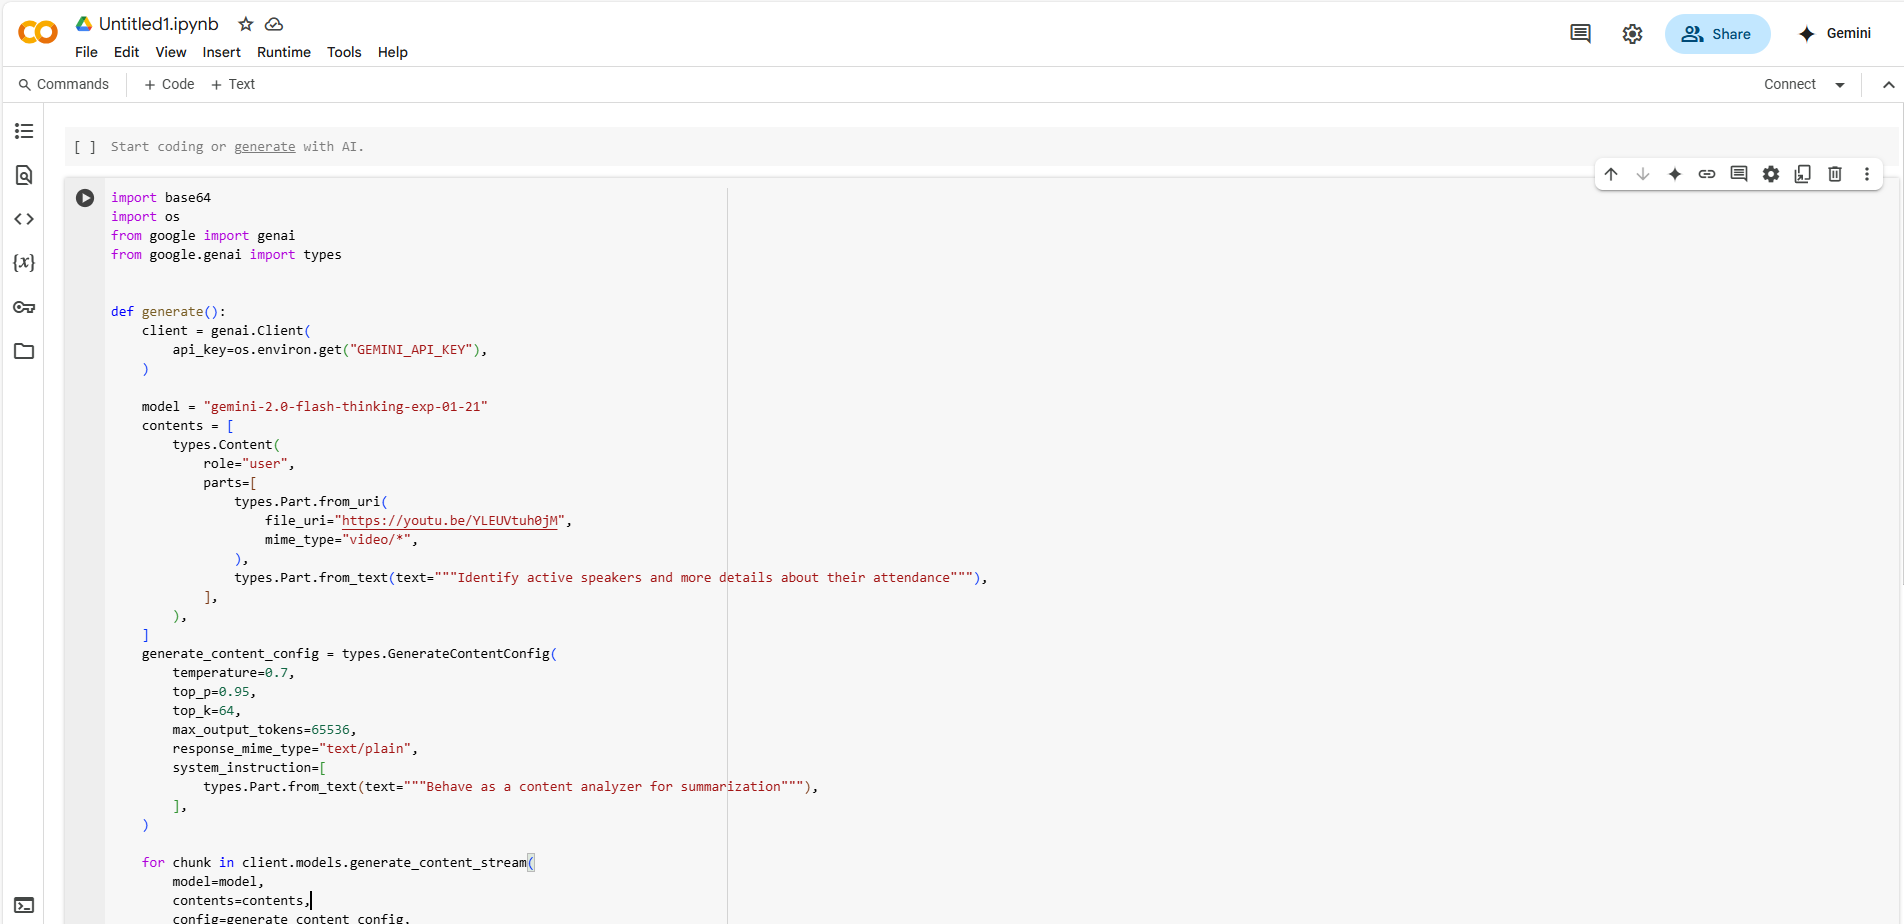 Untitled1.ipynb
File Edit View Insert Runtime Tools Help
Share
Gemini
Commands + Code + Text
Connect
[ ] Start coding or generate with AI.
import base64
import os
from google import genai
from google.genai import types
def generate():
    client = genai.Client(
        api_key=os.environ.get("GEMINI_API_KEY"),
    )
    model = "gemini-2.0-flash-thinking-exp-01-21"
    contents = [
        types.Content(
            role="user",
            parts=[
                types.Part.from_uri(
                    file_uri="https://youtu.be/YLEUVtuh0jM",
                    mime_type="video/*",
                ),
                types.Part.from_text(text="""Identify active speakers and more details about their attendance"""),
            ],
        ),
    ]
    generate_content_config = types.GenerateContentConfig(
        temperature=0.7,
        top_p=0.95,
        top_k=64,
        max_output_tokens=65536,
        response_mime_type="text/plain",
        system_instruction=[
            types.Part.from_text(text="""Behave as a content analyzer for summarization"""),
        ],
    )
    for chunk in client.models.generate_content_stream(
        model=model,
        contents=contents,
        config=generate_content_config,